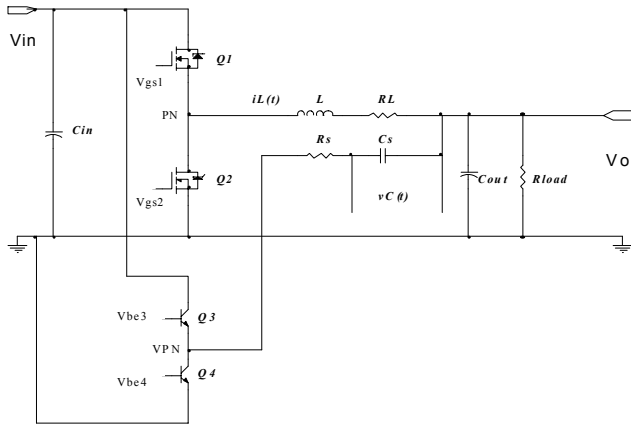 Vin
Q1
Vgs1
iL(t) L RL
PN
Cin
Rs Cs
Vo
Q2
Cout Rload
Vgs2
vC(t)
Vbe3 Q3
VPN
Vbe4 Q4